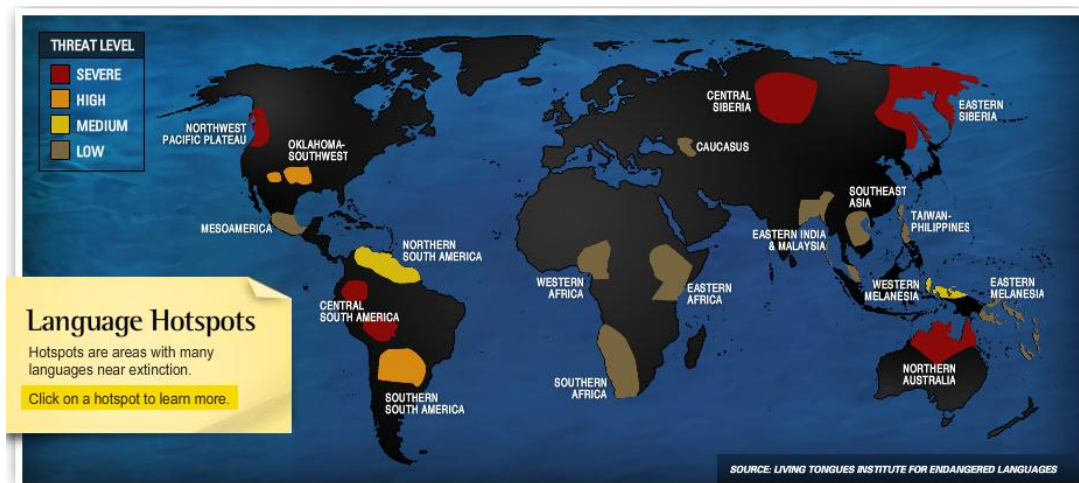 THREAT LEVEL
SEVERE
HIGH
MEDIUM
LOW
NORTHWEST
PACIFIC PLATEAU
OKLAHOMA-
SOUTHWEST
MESOAMERICA
NORTHERN
SOUTH AMERICA
CENTRAL
SOUTH AMERICA
SOUTHERN
SOUTH AMERICA
WESTERN
AFRICA
EASTERN
AFRICA
SOUTHERN
AFRICA
CENTRAL
SIBERIA
EASTERN
SIBERIA
CAUCASUS
SOUTHEAST
ASIA
EASTERN INDIA
& MALAYSIA
TAIWAN-
PHILIPPINES
WESTERN
MELANESIA
EASTERN
MELANESIA
NORTHERN
AUSTRALIA
Language Hotspots
Hotspots are areas with many
languages near extinction.
Click on a hotspot to learn more.
SOURCE: LIVING TONGUES INSTITUTE FOR ENDANGERED LANGUAGES